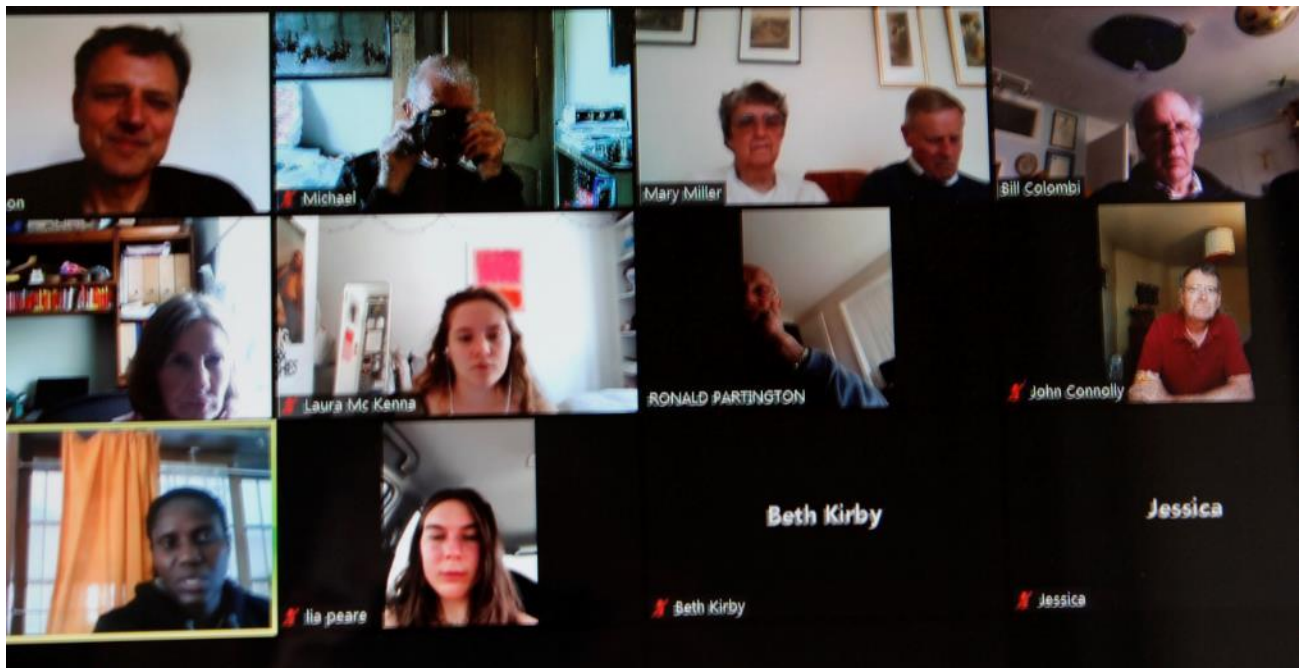 on
Michael
Mary Miller
Bill Colombi
Laura Mc Kenna
RONALD PARTINGTON
John Connolly
lia peare
Beth Kirby
Beth Kirby
Jessica
Jessica